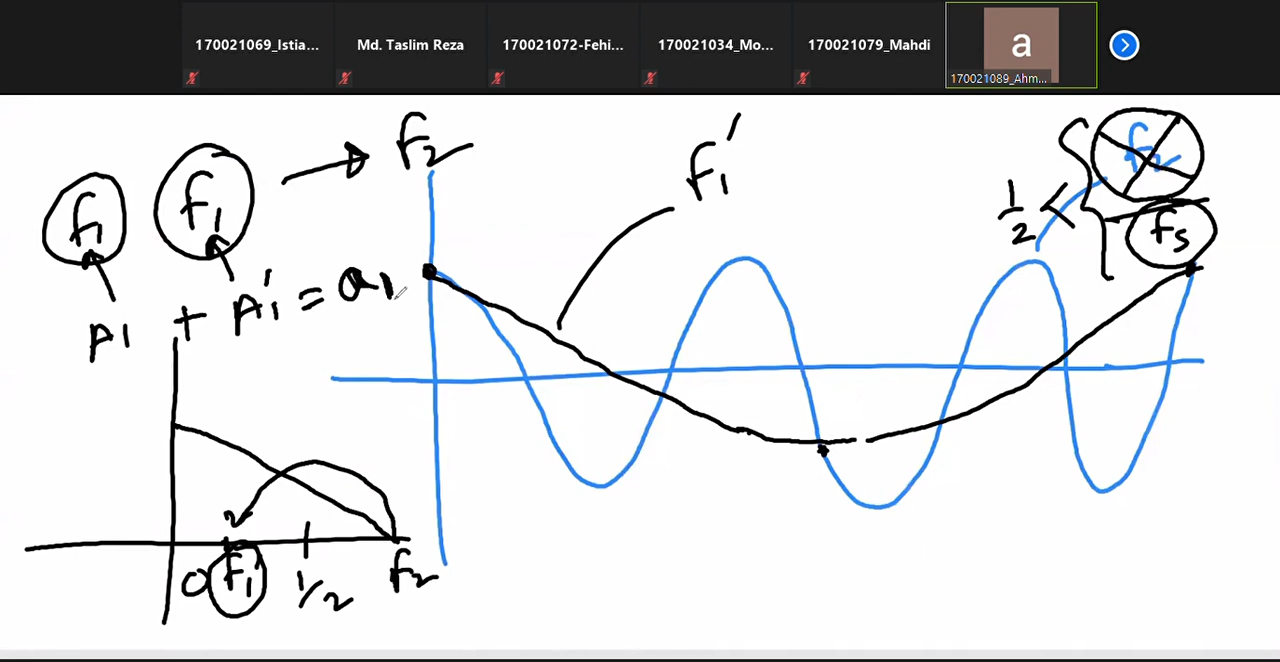 170021069_Istia... Md. Taslim Reza 170021072-Fehi... 170021034_Mo... 170021079_Mahdi a
170021089_Ahm...
f1 f1 → f2
A1 + A1' = a1
f1'
1/2 <
fs
0 f1 1/2 f2